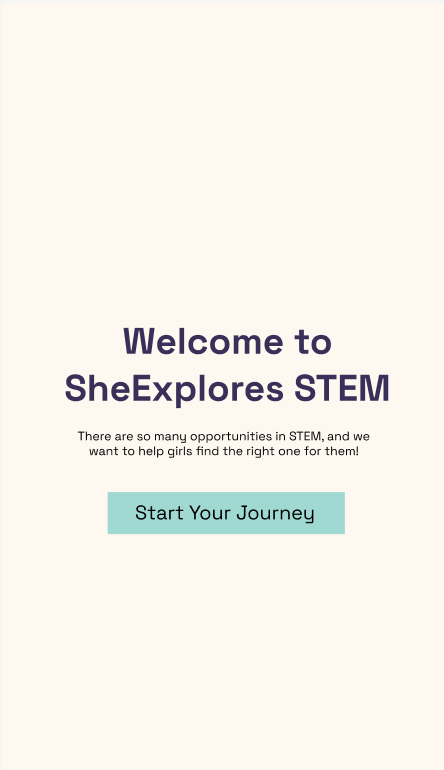 Welcome to
SheExplores STEM
There are so many opportunities in STEM, and we
want to help girls find the right one for them!
Start Your Journey